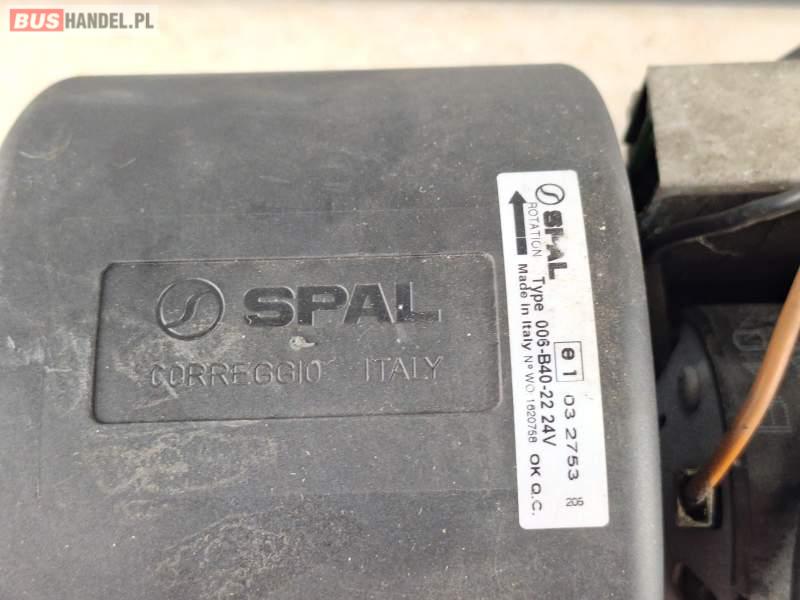 BUSHANDEL.PL
SPAL
CORREGGIO ITALY
SPAL
ROTATION
Type 006-B40-22 24V
Made in Italy N° WO 1620758 OK Q.C.
e1 03 2753
206